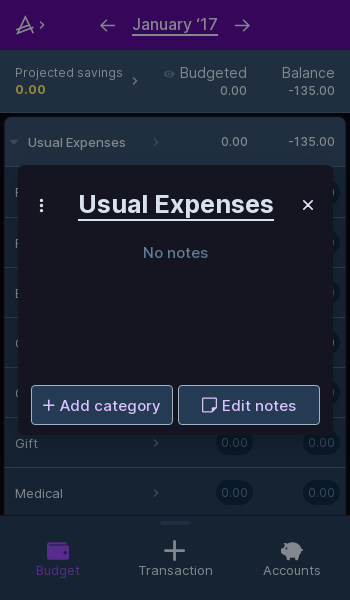 January ‘17
Projected savings
0.00
Budgeted
0.00
Balance
-135.00
Usual Expenses
0.00
-135.00
Usual Expenses
No notes
Add category
Edit notes
Gift
0.00
0.00
Medical
0.00
0.00
Budget
Transaction
Accounts